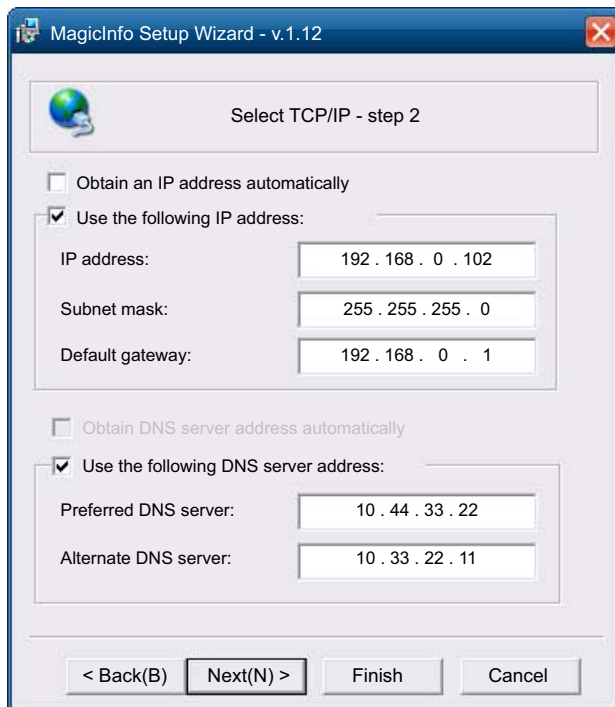 MagicInfo Setup Wizard - v.1.12
Select TCP/IP - step 2
Obtain an IP address automatically
Use the following IP address:
IP address: 192 . 168 . 0 . 102
Subnet mask: 255 . 255 . 255 . 0
Default gateway: 192 . 168 . 0 . 1
Obtain DNS server address automatically
Use the following DNS server address:
Preferred DNS server: 10 . 44 . 33 . 22
Alternate DNS server: 10 . 33 . 22 . 11
< Back(B) Next(N) > Finish Cancel